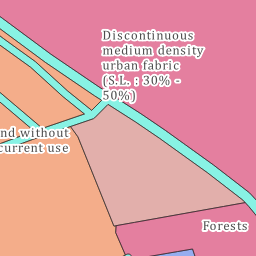 Discontinuous
medium density
urban fabric
(S.L. : 30% -
50%)
nd without
current use
Forests